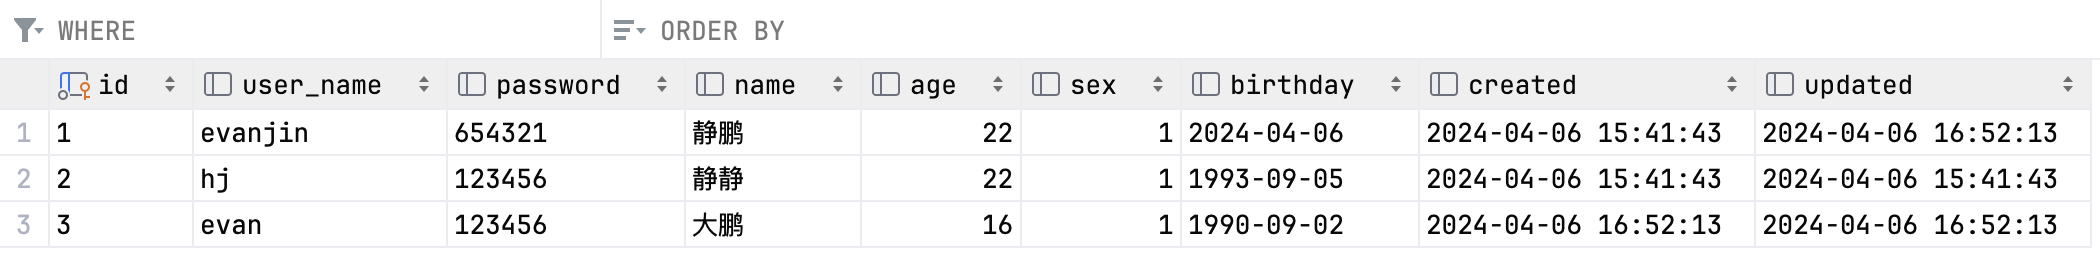 WHERE ORDER BY
id user_name password name age sex birthday created updated
1 1 evanjin 654321 静鹏 22 1 2024-04-06 2024-04-06 15:41:43 2024-04-06 16:52:13
2 2 hj 123456 静静 22 1 1993-09-05 2024-04-06 15:41:43 2024-04-06 15:41:43
3 3 evan 123456 大鹏 16 1 1990-09-02 2024-04-06 16:52:13 2024-04-06 16:52:13